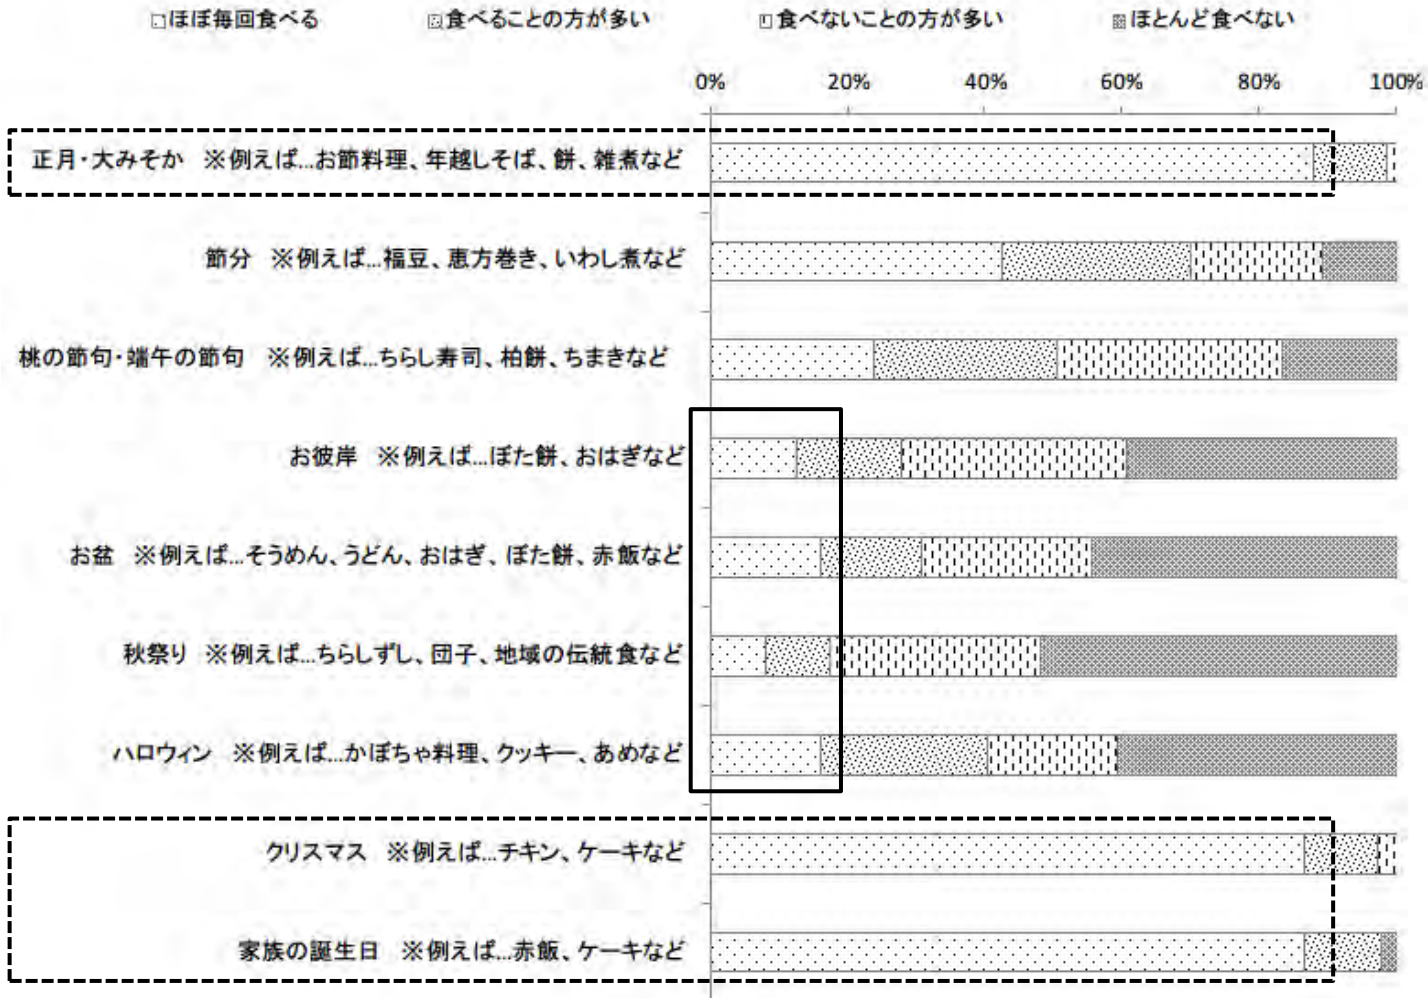 ほぼ毎回食べる 食べることの方が多い 食べないことの方が多い ほとんど食べない
0% 20% 40% 60% 80% 100%
正月・大みそか ※例えば…お節料理、年越しそば、餅、雑煮など
節分 ※例えば…福豆、恵方巻き、いわし煮など
桃の節句・端午の節句 ※例えば…ちらし寿司、柏餅、ちまきなど
お彼岸 ※例えば…ぼた餅、おはぎなど
お盆 ※例えば…そうめん、うどん、おはぎ、ぼた餅、赤飯など
秋祭り ※例えば…ちらしずし、団子、地域の伝統食など
ハロウィン ※例えば…かぼちゃ料理、クッキー、あめなど
クリスマス ※例えば…チキン、ケーキなど
家族の誕生日 ※例えば…赤飯、ケーキなど